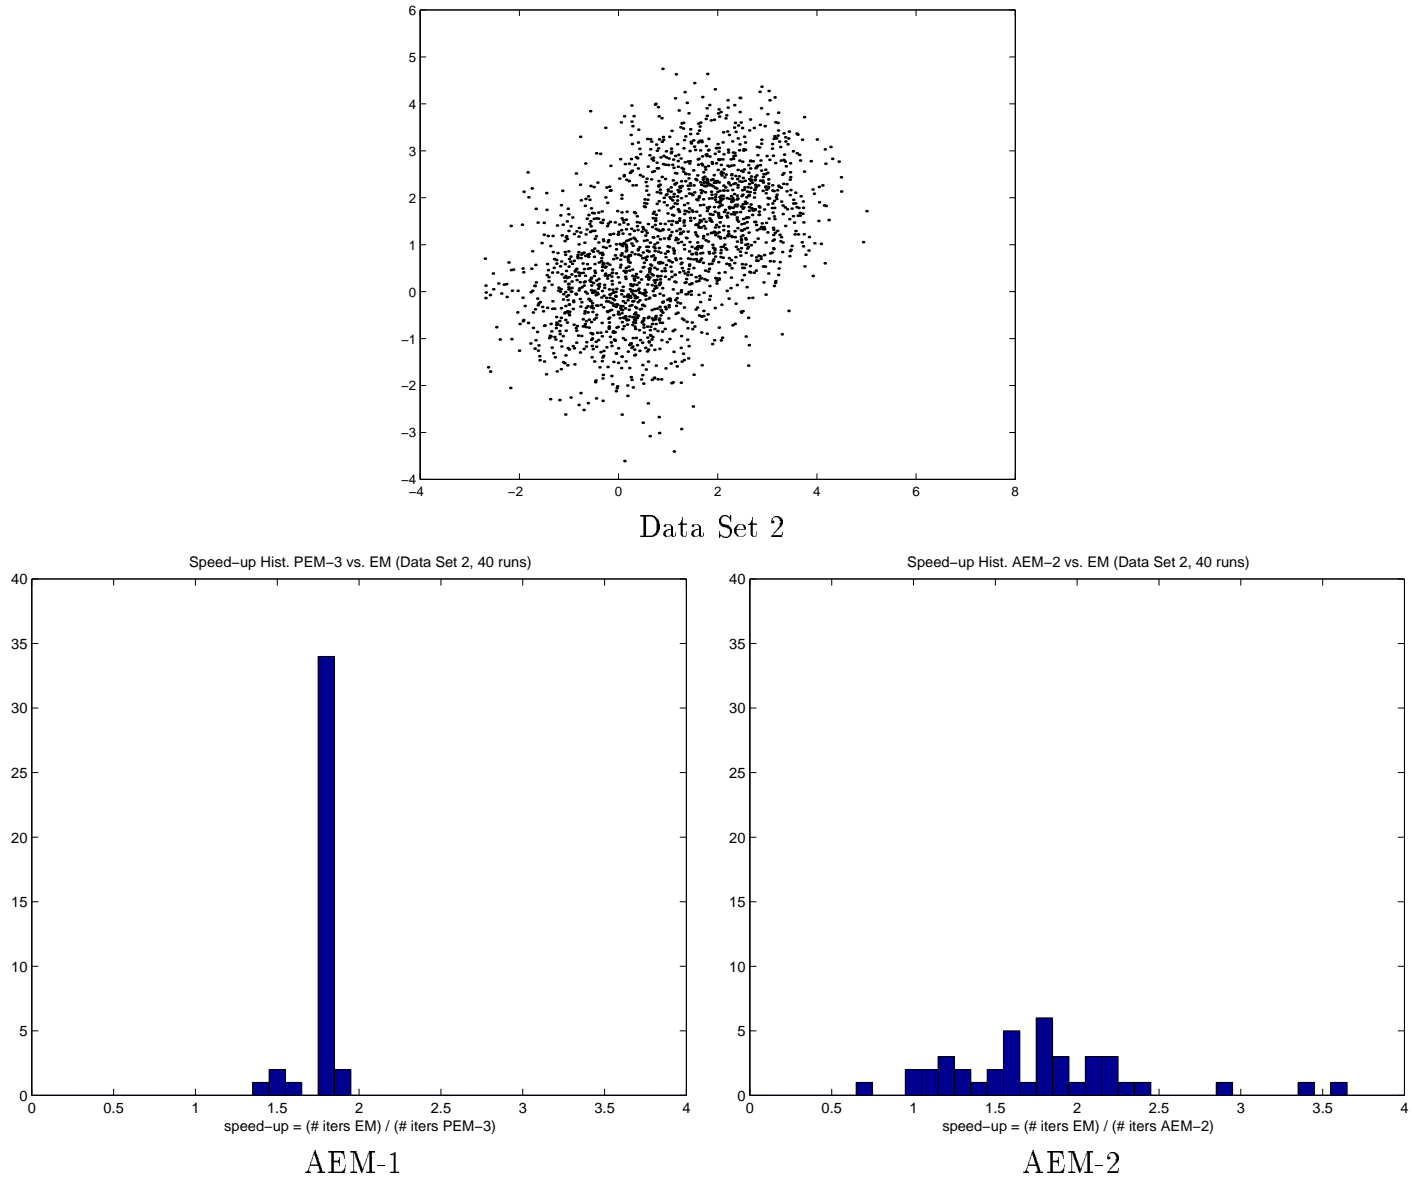 6
5
4
3
2
1
0
−1
−2
−3
−4
−4 −2 0 2 4 6 8
Data Set 2
Speed−up Hist. PEM−3 vs. EM (Data Set 2, 40 runs)
40
35
30
25
20
15
10
5
0
0 0.5 1 1.5 2 2.5 3 3.5 4
speed−up = (# iters EM) / (# iters PEM−3)
AEM-1
Speed−up Hist. AEM−2 vs. EM (Data Set 2, 40 runs)
40
35
30
25
20
15
10
5
0
0 0.5 1 1.5 2 2.5 3 3.5 4
speed−up = (# iters EM) / (# iters AEM−2)
AEM-2